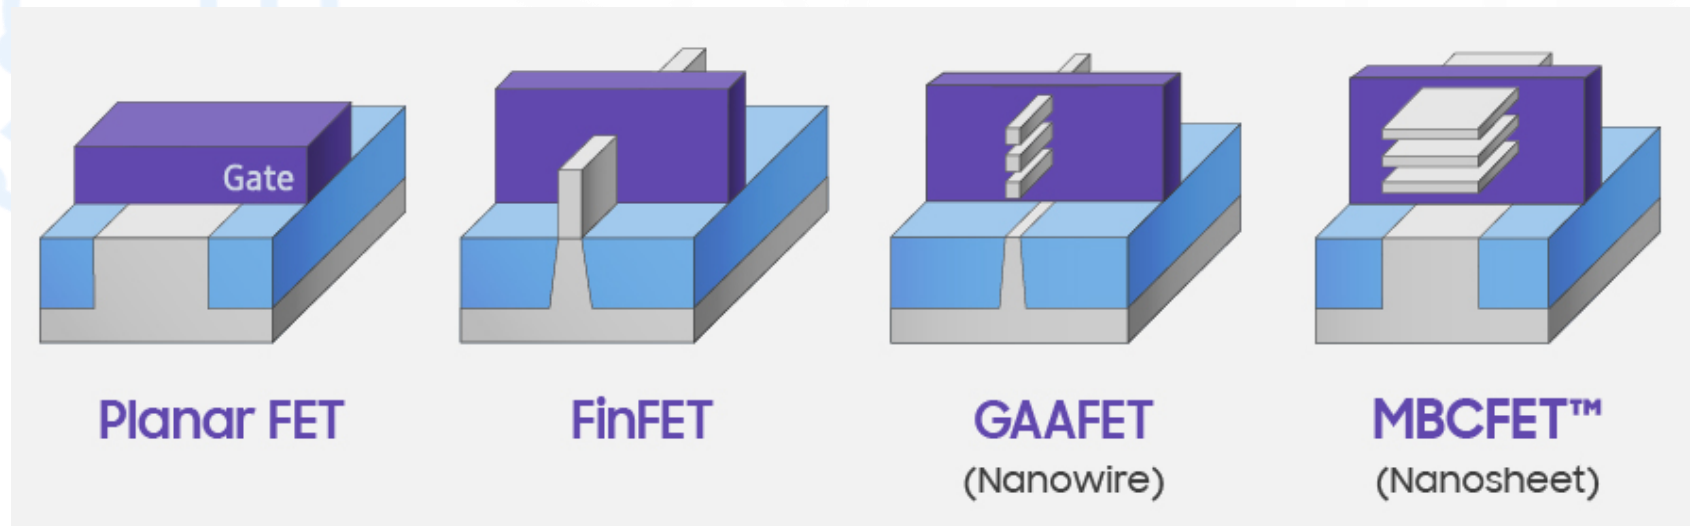 Gate
Planar FET
FinFET
GAAFET
(Nanowire)
MBCFET™
(Nanosheet)